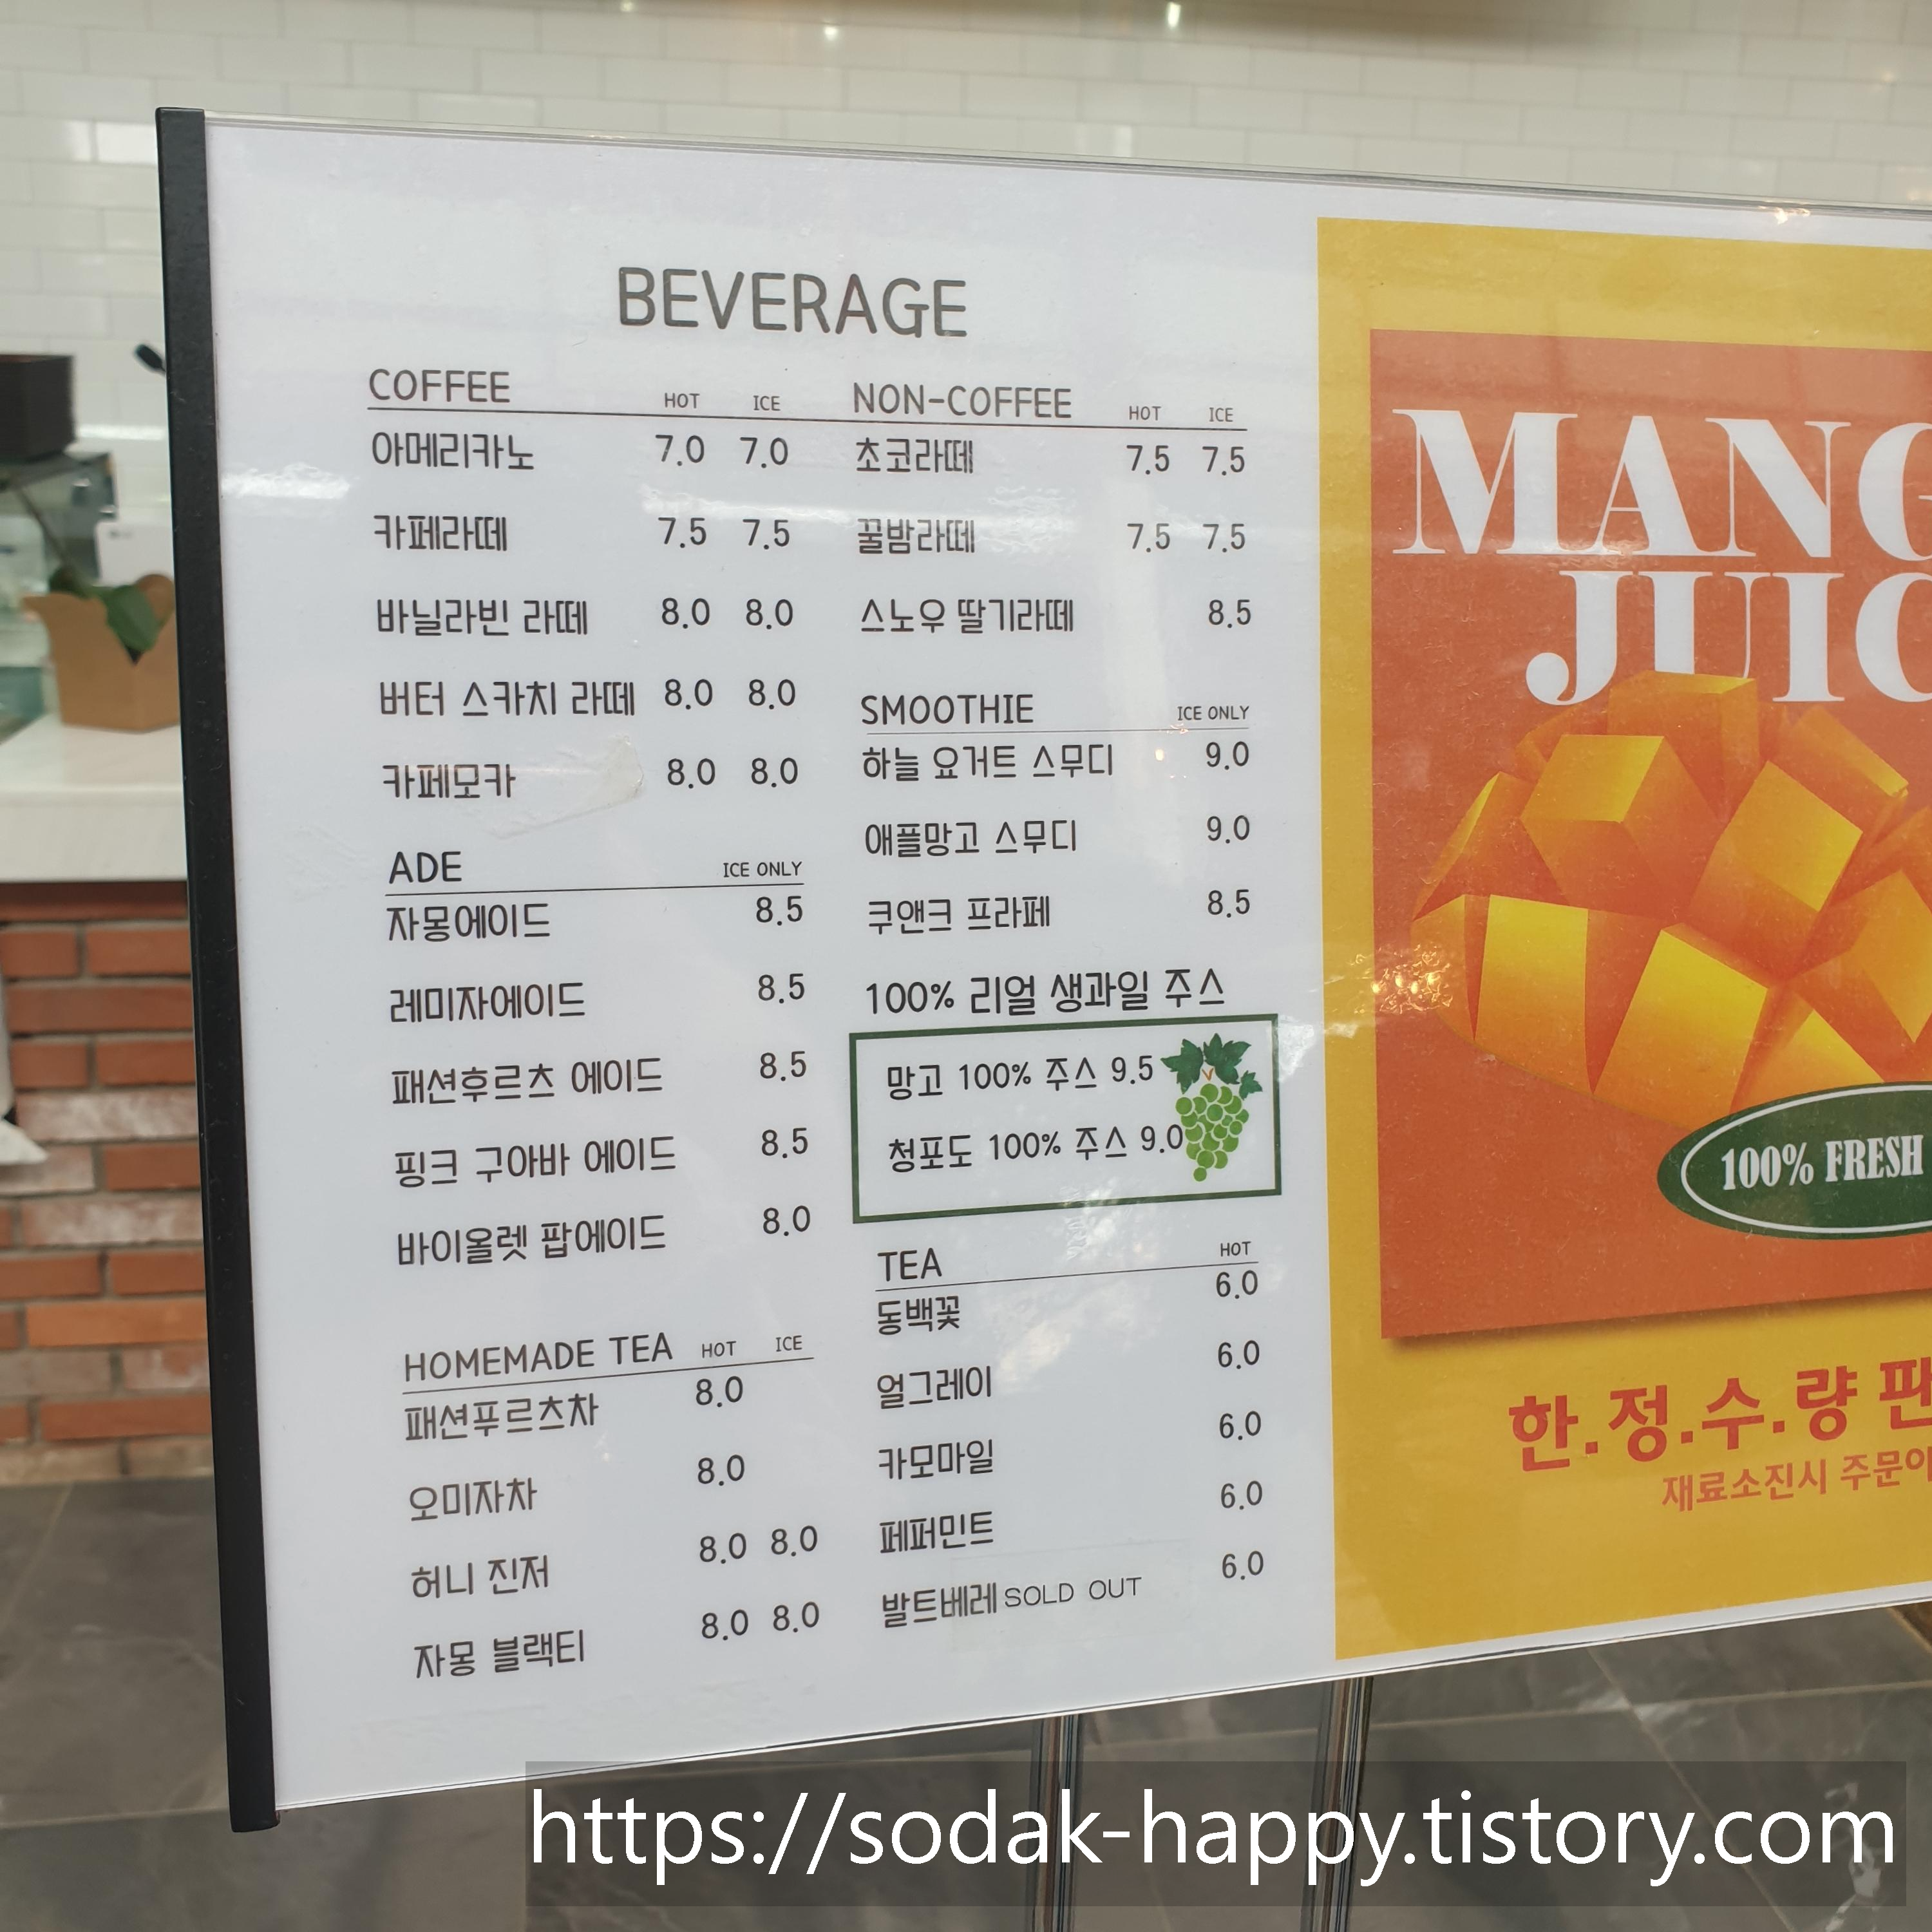 BEVERAGE
COFFEE HOT ICE
아메리카노 7.0 7.0
카페라떼 7.5 7.5
바닐라빈 라떼 8.0 8.0
버터 스카치 라떼 8.0 8.0
카페모카 8.0 8.0
ADE ICE ONLY
자몽에이드 8.5
레미자에이드 8.5
패션후르츠 에이드 8.5
핑크 구아바 에이드 8.5
바이올렛 팝에이드 8.0
HOMEMADE TEA HOT ICE
패션푸르츠차 8.0
오미자차 8.0
허니 진저 8.0 8.0
자몽 블랙티 8.0 8.0
NON-COFFEE HOT ICE
초코라떼 7.5 7.5
꿀밤라떼 7.5 7.5
스노우 딸기라떼 8.5
SMOOTHIE ICE ONLY
하늘 요거트 스무디 9.0
애플망고 스무디 9.0
쿠앤크 프라페 8.5
100% 리얼 생과일 주스
망고 100% 주스 9.5
청포도 100% 주스 9.0
TEA HOT
동백꽃 6.0
얼그레이 6.0
카모마일 6.0
페퍼민트 6.0
발트베레 SOLD OUT 6.0
MANG
JUIC
100% FRESH
한.정.수.량 판
재료소진시 주문이
https://sodak-happy.tistory.com